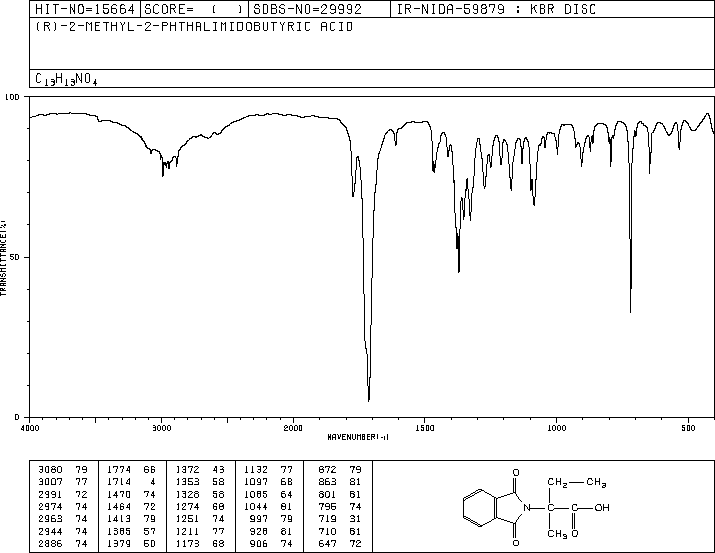 HIT-NO=15664 SCORE= ( ) SDBS-NO=29992 IR-NIDA-59879 : KBR DISC
(R)-2-METHYL-2-PHTHALIMIDOBUTYRIC ACID
C13H13NO4
100
50
0
TRANSMITTANCE(%)
4000 3000 2000 1500 1000 500
WAVENUMBER(-1)
3080 79 1774 66 1372 43 1132 77 872 79
3007 77 1714 4 1353 58 1097 68 863 81
2991 72 1470 74 1328 58 1085 64 801 81
2974 74 1464 72 1274 68 1044 81 796 74
2963 74 1413 79 1251 74 997 79 719 31
2944 74 1385 57 1211 77 928 81 710 81
2886 74 1379 50 1173 68 906 74 647 72
O
CH2 CH3
N C C OH
O
CH3 O